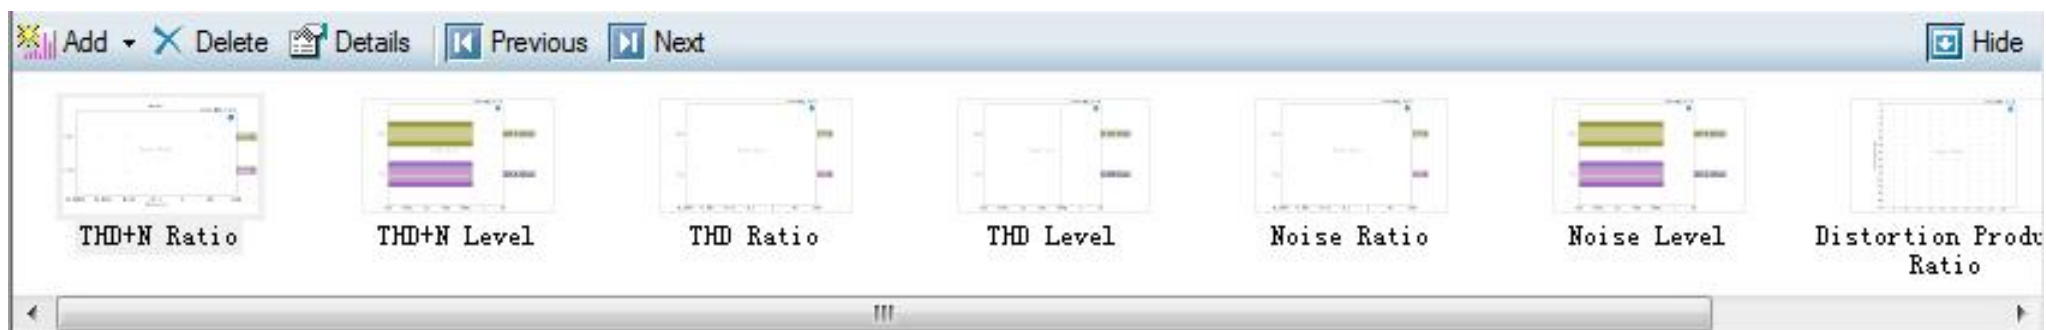 Add Delete Details Previous Next Hide
THD+N Ratio THD+N Level THD Ratio THD Level Noise Ratio Noise Level Distortion Produ
Ratio